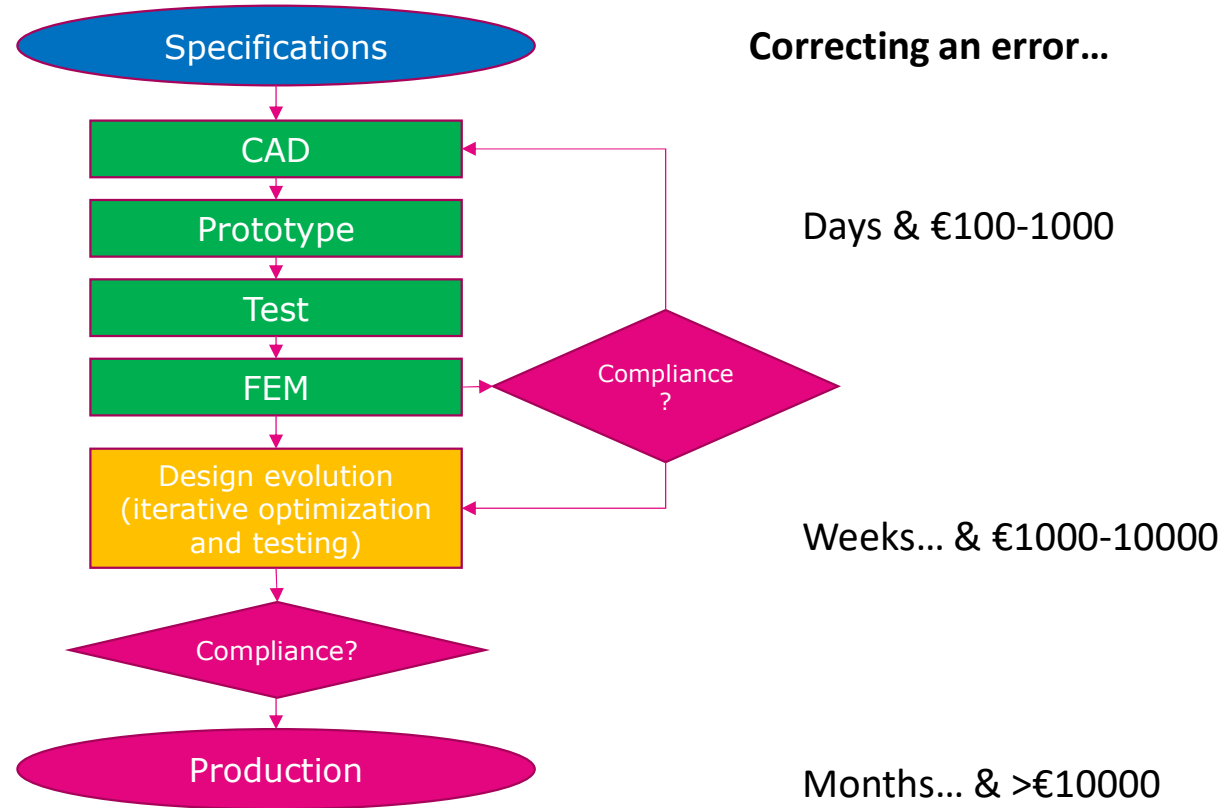 Specifications
Correcting an error…
CAD
Prototype
Days & €100-1000
Test
FEM
Compliance
?
Design evolution
(iterative optimization
and testing)
Weeks… & €1000-10000
Compliance?
Production
Months… & >€10000